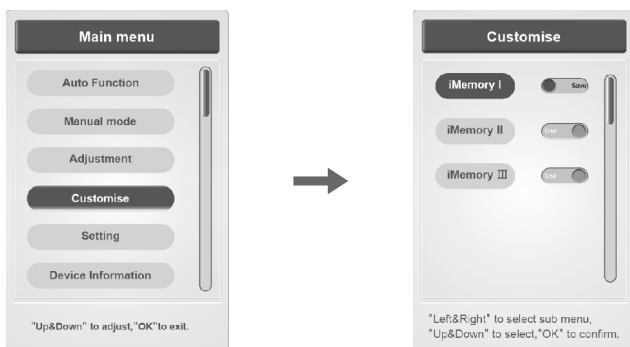 Main menu
Auto Function
Manual mode
Adjustment
Customise
Setting
Device Information
"Up&Down" to adjust,"OK"to exit.
Customise
iMemory I
Save
iMemory II
Use
iMemory III
Use
"Left&Right" to select sub menu,
"Up&Down" to select,"OK" to confirm.